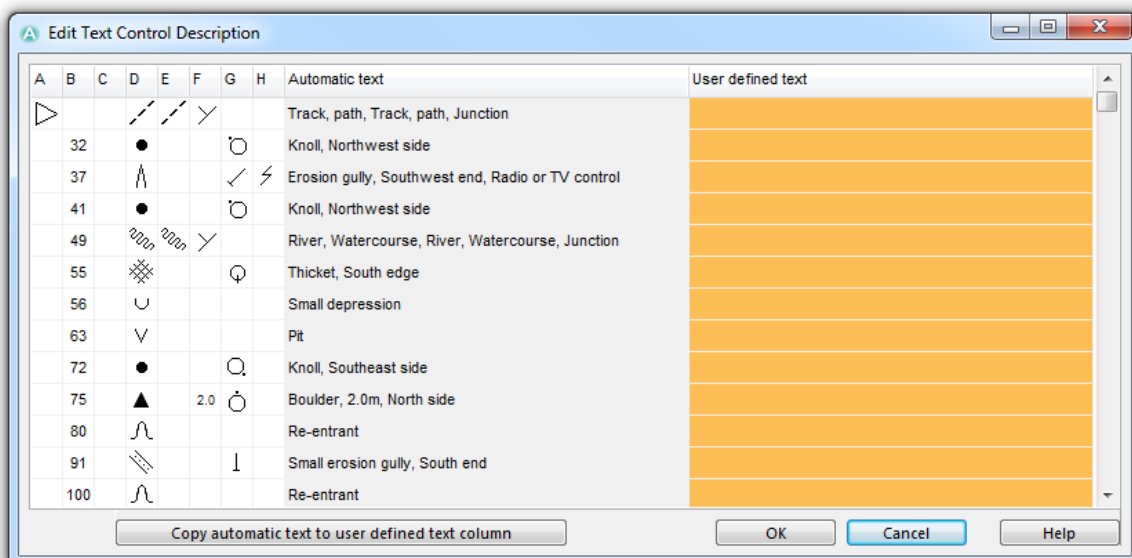 Edit Text Control Description
A B C D E F G H Automatic text User defined text
Track, path, Track, path, Junction
32 Knoll, Northwest side
37 Erosion gully, Southwest end, Radio or TV control
41 Knoll, Northwest side
49 River, Watercourse, River, Watercourse, Junction
55 Thicket, South edge
56 Small depression
63 Pit
72 Knoll, Southeast side
75 2.0 Boulder, 2.0m, North side
80 Re-entrant
91 Small erosion gully, South end
100 Re-entrant
Copy automatic text to user defined text column OK Cancel Help